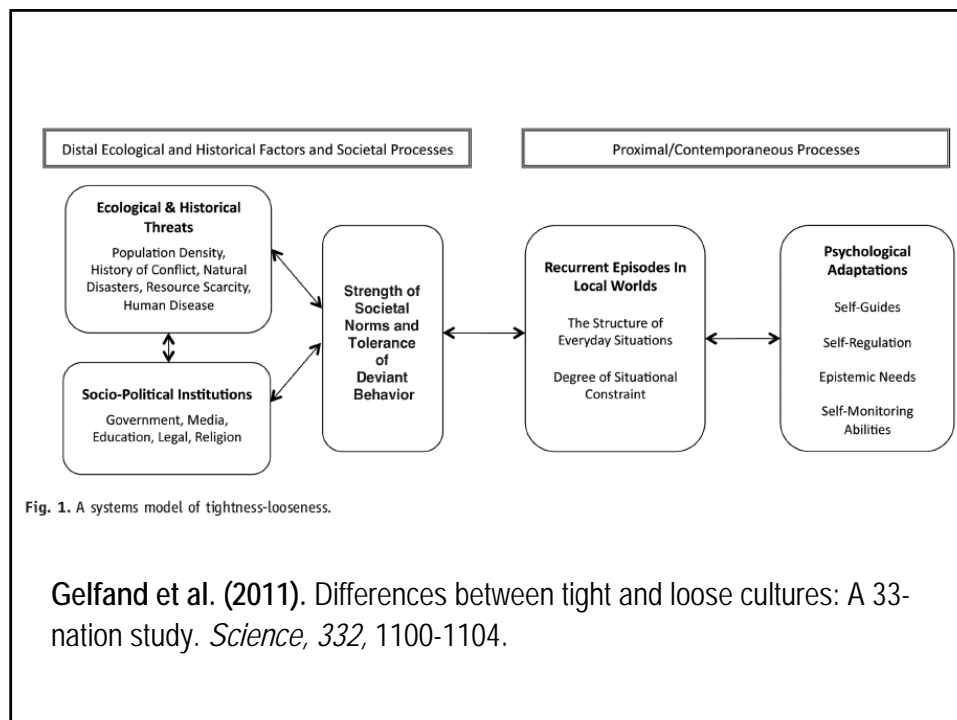 Distal Ecological and Historical Factors and Societal Processes
Proximal/Contemporaneous Processes
Ecological & Historical
Threats
Population Density,
History of Conflict, Natural
Disasters, Resource Scarcity,
Human Disease
Socio-Political Institutions
Government, Media,
Education, Legal, Religion
Strength of
Societal
Norms and
Tolerance
of
Deviant
Behavior
Recurrent Episodes In
Local Worlds
The Structure of
Everyday Situations
Degree of Situational
Constraint
Psychological
Adaptations
Self-Guides
Self-Regulation
Epistemic Needs
Self-Monitoring
Abilities
Fig. 1. A systems model of tightness-looseness.
Gelfand et al. (2011). Differences between tight and loose cultures: A 33-
nation study. Science, 332, 1100-1104.